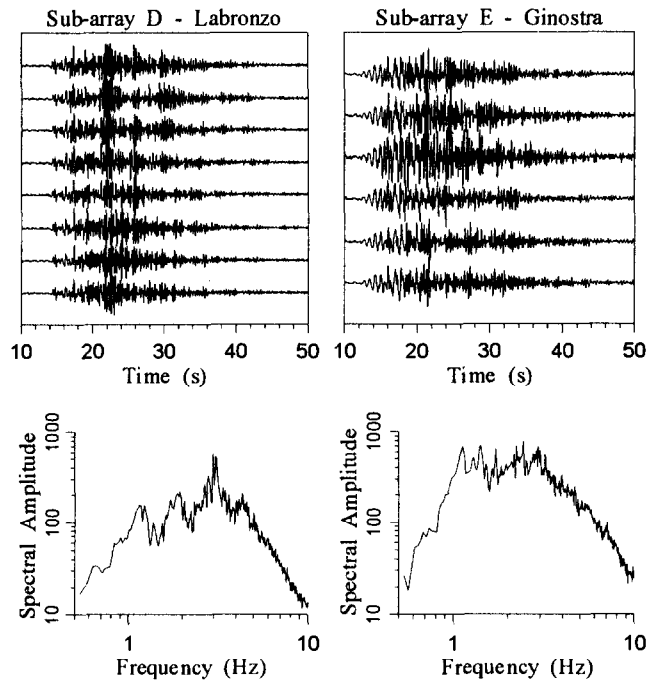 Sub-array D - Labronzo
Sub-array E - Ginostra
10 20 30 40 50
Time (s)
10 20 30 40 50
Time (s)
Spectral Amplitude
1000
100
10
1 10
Frequency (Hz)
Spectral Amplitude
1000
100
10
1 10
Frequency (Hz)